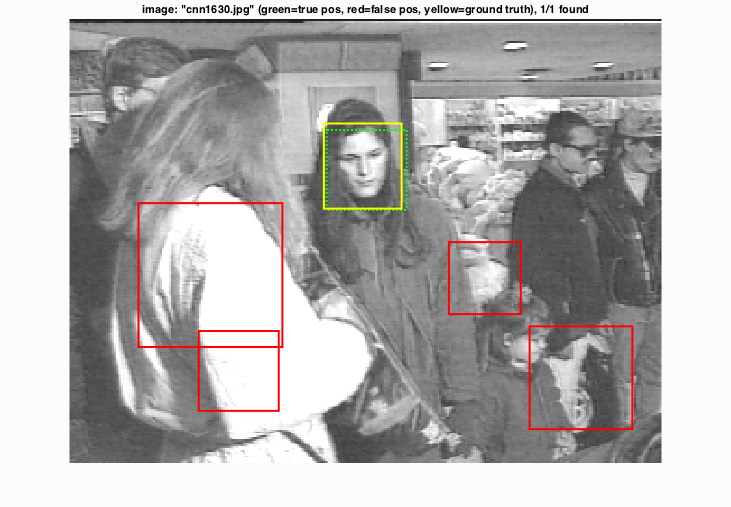 image: "cnn1630.jpg" (green=true pos, red=false pos, yellow=ground truth), 1/1 found